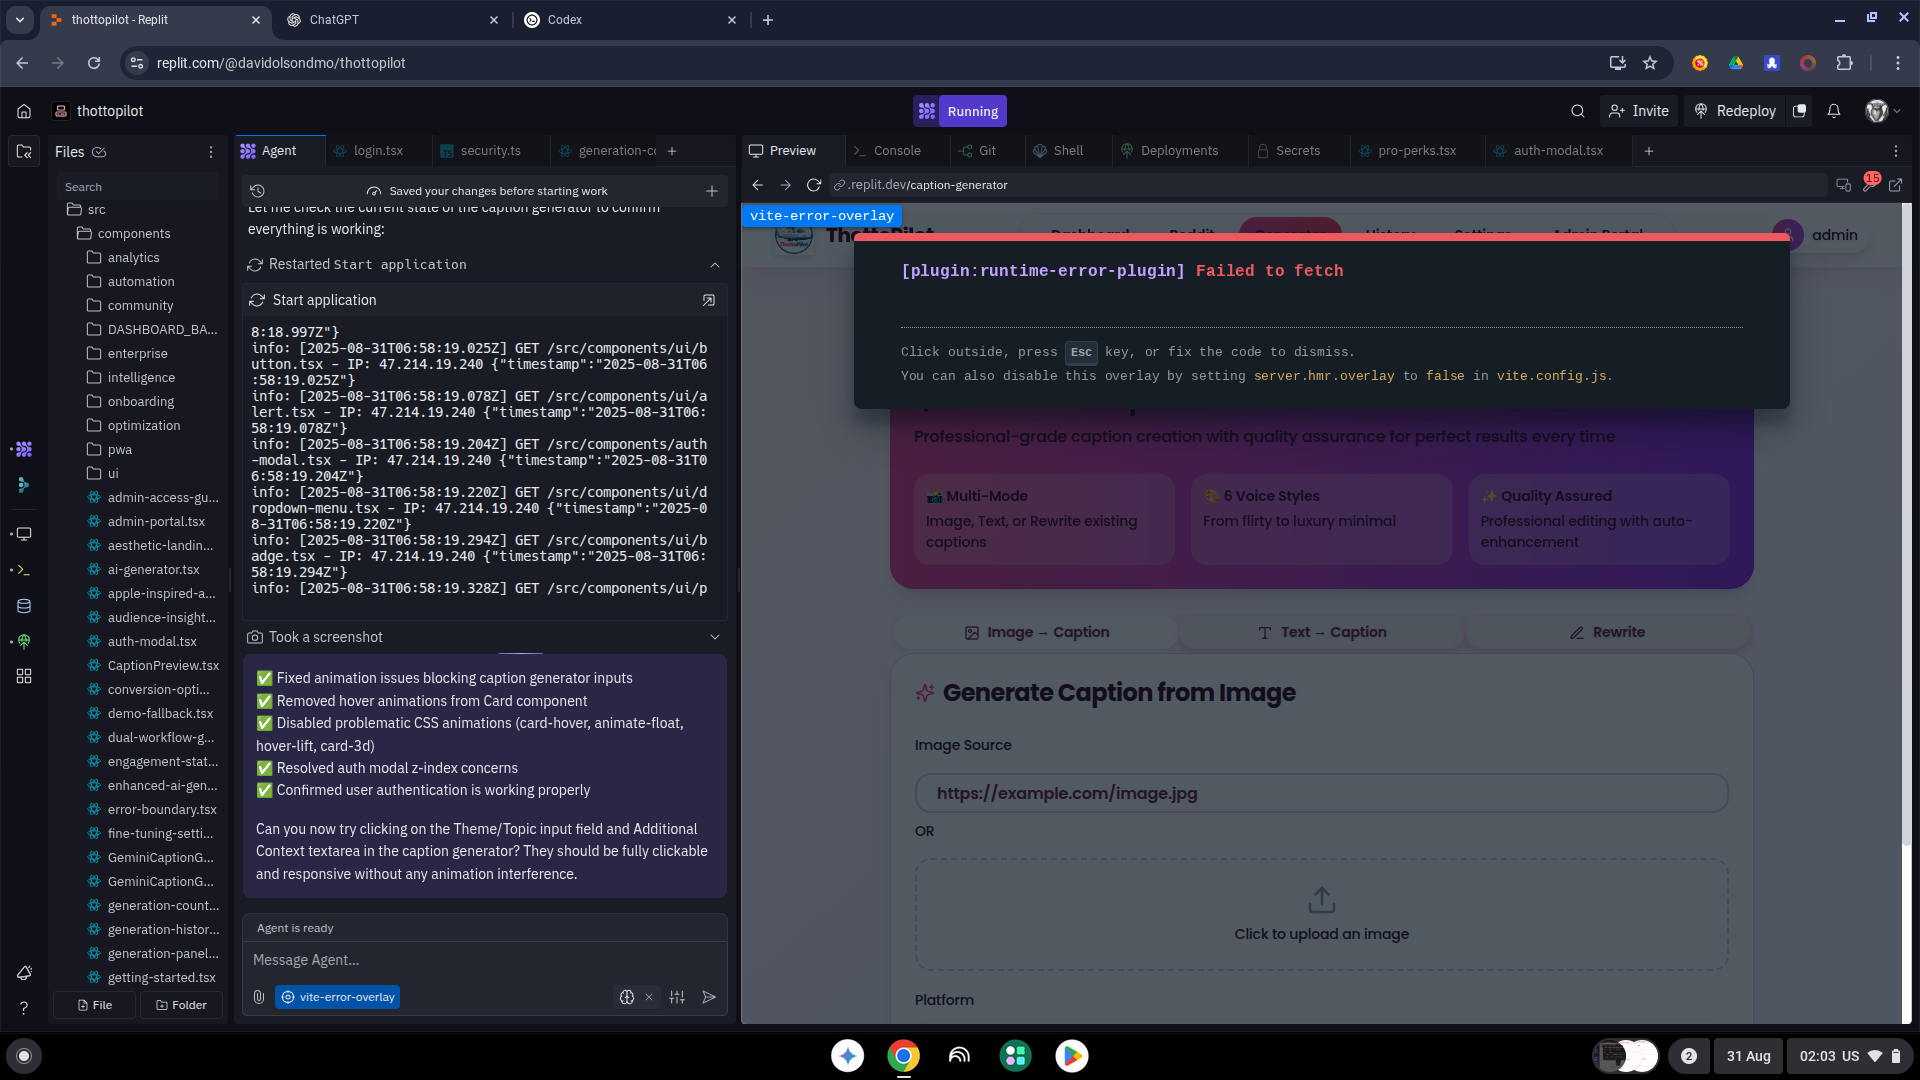 thottopilot - Replit
ChatGPT
Codex
replit.com/@davidolsondmo/thottopilot
thottopilot
Running
Invite
Redeploy
Files
Search
src
components
analytics
automation
community
DASHBOARD_BA...
enterprise
intelligence
onboarding
optimization
pwa
ui
admin-access-gu...
admin-portal.tsx
aesthetic-landin...
ai-generator.tsx
apple-inspired-a...
audience-insight...
auth-modal.tsx
CaptionPreview.tsx
conversion-opti...
demo-fallback.tsx
dual-workflow-g...
engagement-stat...
enhanced-ai-gen...
error-boundary.tsx
fine-tuning-setti...
GeminiCaptionG...
GeminiCaptionG...
generation-count...
generation-histor...
generation-panel...
getting-started.tsx
File
Folder
Agent
login.tsx
security.ts
generation-co
Saved your changes before starting work
Let me check the current state of the caption generator to confirm
everything is working:
Restarted Start application
Start application
8:18.997Z"}
info: [2025-08-31T06:58:19.025Z] GET /src/components/ui/b
utton.tsx - IP: 47.214.19.240 {"timestamp":"2025-08-31T06
:58:19.025Z"}
info: [2025-08-31T06:58:19.078Z] GET /src/components/ui/a
lert.tsx - IP: 47.214.19.240 {"timestamp":"2025-08-31T06:
58:19.078Z"}
info: [2025-08-31T06:58:19.204Z] GET /src/components/auth
-modal.tsx - IP: 47.214.19.240 {"timestamp":"2025-08-31T0
6:58:19.204Z"}
info: [2025-08-31T06:58:19.220Z] GET /src/components/ui/d
ropdown-menu.tsx - IP: 47.214.19.240 {"timestamp":"2025-0
8-31T06:58:19.220Z"}
info: [2025-08-31T06:58:19.294Z] GET /src/components/ui/b
adge.tsx - IP: 47.214.19.240 {"timestamp":"2025-08-31T06:
58:19.294Z"}
info: [2025-08-31T06:58:19.328Z] GET /src/components/ui/p
Took a screenshot
✅ Fixed animation issues blocking caption generator inputs
✅ Removed hover animations from Card component
✅ Disabled problematic CSS animations (card-hover, animate-float,
hover-lift, card-3d)
✅ Resolved auth modal z-index concerns
✅ Confirmed user authentication is working properly
Can you now try clicking on the Theme/Topic input field and Additional
Context textarea in the caption generator? They should be fully clickable
and responsive without any animation interference.
Agent is ready
Message Agent...
vite-error-overlay
Preview
Console
Git
Shell
Deployments
Secrets
pro-perks.tsx
auth-modal.tsx
.replit.dev/caption-generator
15
vite-error-overlay
ThottoPilot
Dashboard
Reddit
Generator
History
Settings
Admin Portal
admin
[plugin:runtime-error-plugin] Failed to fetch
Click outside, press Esc key, or fix the code to dismiss.
You can also disable this overlay by setting server.hmr.overlay to false in vite.config.js.
Professional-grade caption creation with quality assurance for perfect results every time
📸 Multi-Mode
Image, Text, or Rewrite existing
captions
🎨 6 Voice Styles
From flirty to luxury minimal
✨ Quality Assured
Professional editing with auto-
enhancement
Image → Caption
Text → Caption
Rewrite
Generate Caption from Image
Image Source
https://example.com/image.jpg
OR
Click to upload an image
Platform
2
31 Aug
02:03 US